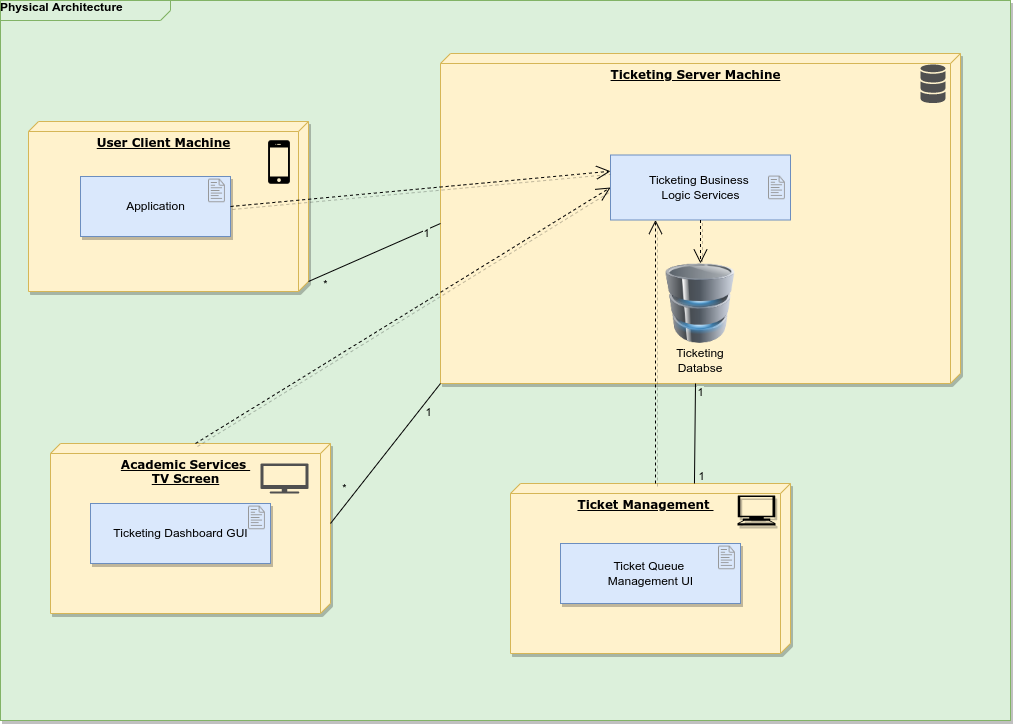 Physical Architecture
Ticketing Server Machine
User Client Machine
Application
Ticketing Business
Logic Services
1
*
Ticketing
Databse
1
1
*
Academic Services
TV Screen
Ticketing Dashboard GUI
1
Ticket Management
Ticket Queue
Management UI